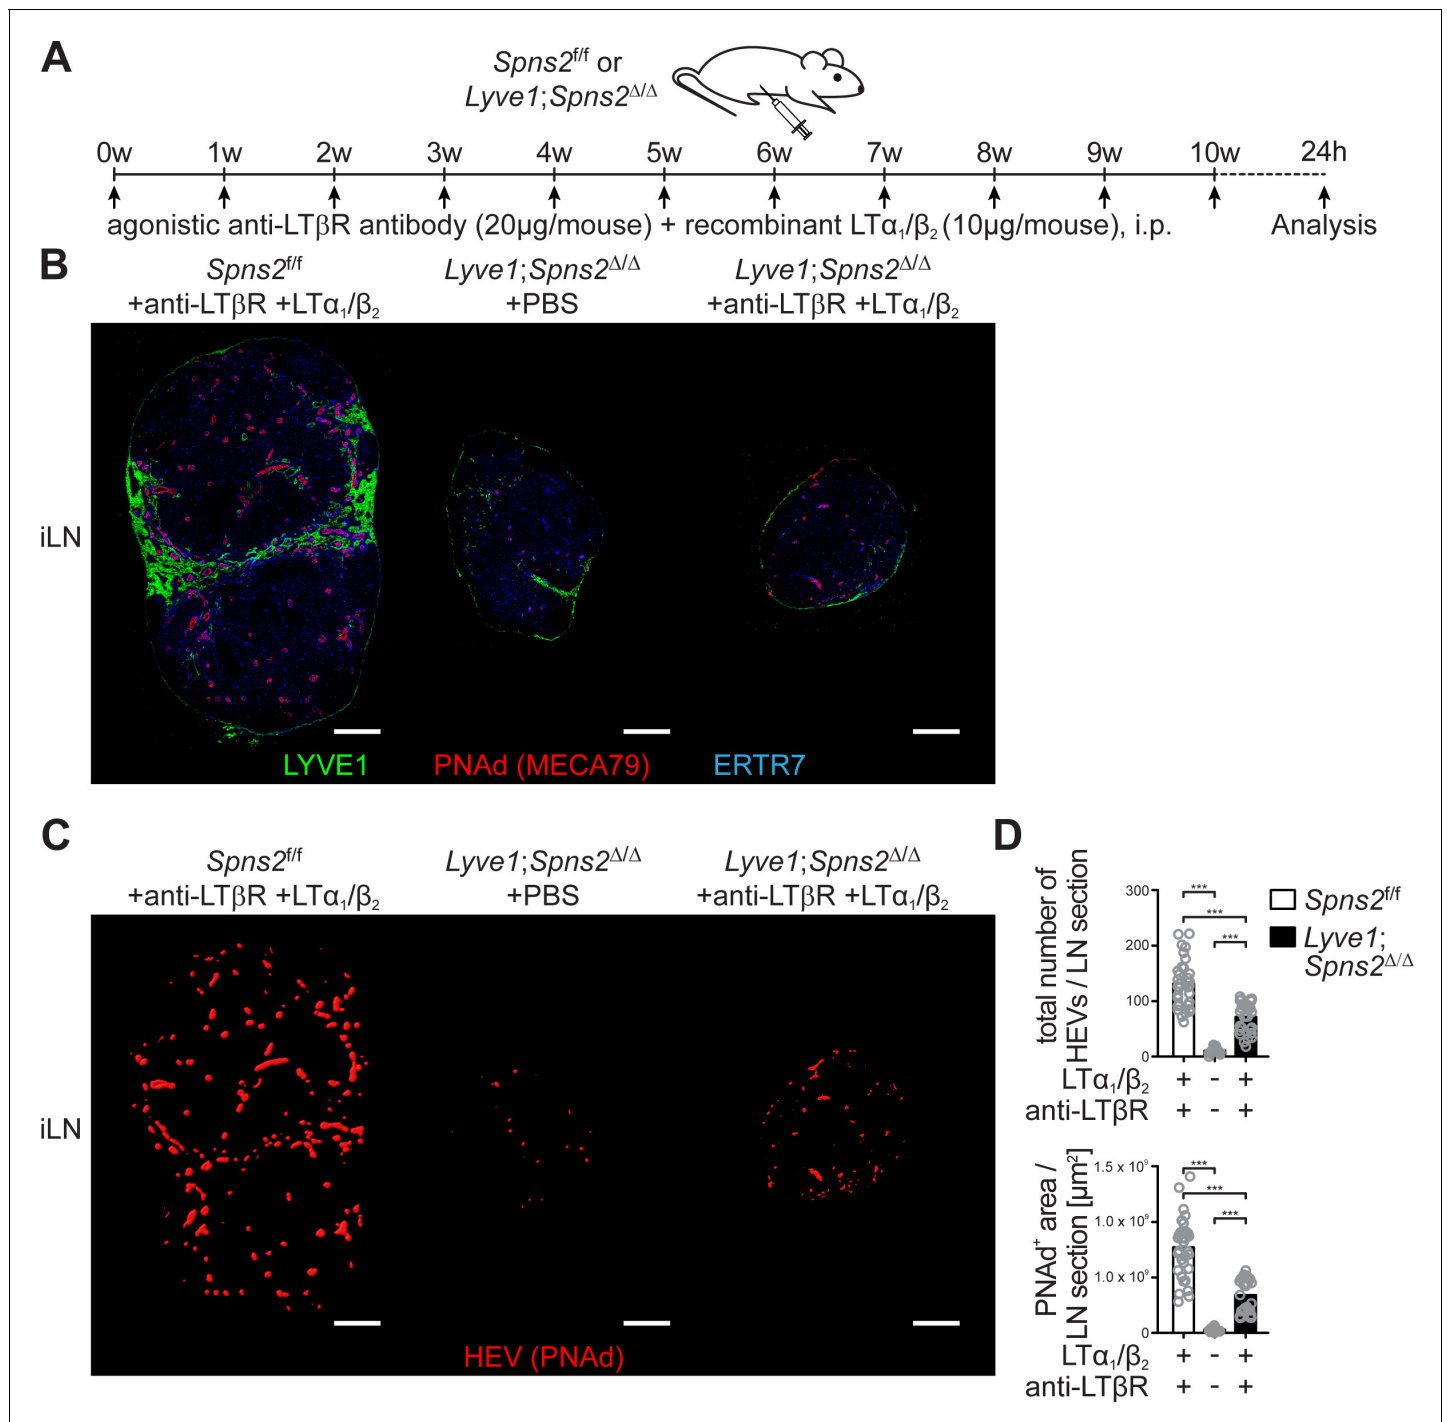 A
Spns2f/f or
Lyve1;Spns2Δ/Δ
0w 1w 2w 3w 4w 5w 6w 7w 8w 9w 10w 24h
agonistic anti-LTβR antibody (20μg/mouse) + recombinant LTα1/β2 (10μg/mouse), i.p. Analysis
B
Spns2f/f Lyve1;Spns2Δ/Δ Lyve1;Spns2Δ/Δ
+anti-LTβR +LTα1/β2 +PBS +anti-LTβR +LTα1/β2
iLN
LYVE1 PNAd (MECA79) ERTR7
C
Spns2f/f Lyve1;Spns2Δ/Δ Lyve1;Spns2Δ/Δ
+anti-LTβR +LTα1/β2 +PBS +anti-LTβR +LTα1/β2
iLN
HEV (PNAd)
D
total number of
HEVs / LN section
300
200
100
0
***
***
***
Spns2f/f
Lyve1;
Spns2Δ/Δ
LTα1/β2 + - +
anti-LTβR + - +
PNAd+ area /
LN section [μm2]
1.5 x 109
1.0 x 109
1.0 x 109
0
***
***
***
LTα1/β2 + - +
anti-LTβR + - +